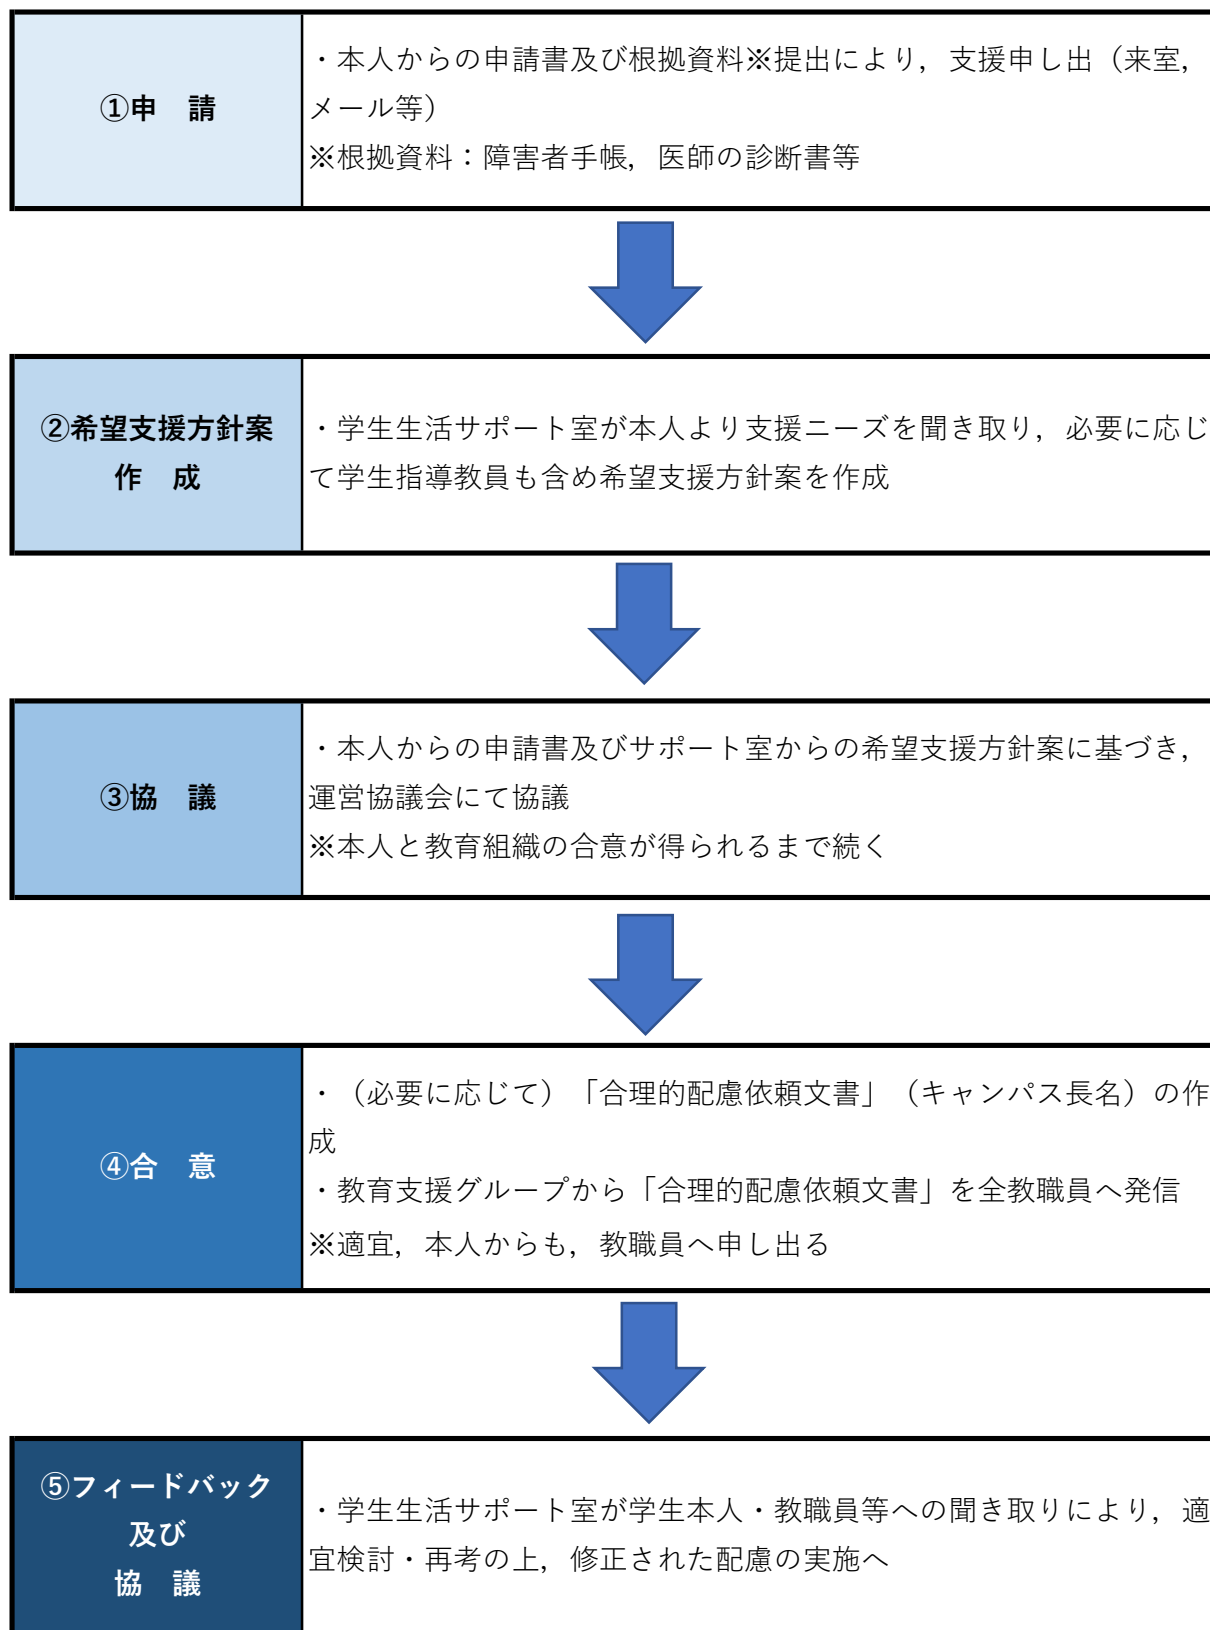 ①申　請
・本人からの申請書及び根拠資料※提出により，支援申し出（来室，
メール等）
※根拠資料：障害者手帳，医師の診断書等
②希望支援方針案
作　成
・学生生活サポート室が本人より支援ニーズを聞き取り，必要に応じ
て学生指導教員も含め希望支援方針案を作成
③協　議
・本人からの申請書及びサポート室からの希望支援方針案に基づき，
運営協議会にて協議
※本人と教育組織の合意が得られるまで続く
④合　意
・（必要に応じて）「合理的配慮依頼文書」（キャンパス長名）の作
成
・教育支援グループから「合理的配慮依頼文書」を全教職員へ発信
※適宜，本人からも，教職員へ申し出る
⑤フィードバック
及び
協　議
・学生生活サポート室が学生本人・教職員等への聞き取りにより，適
宜検討・再考の上，修正された配慮の実施へ